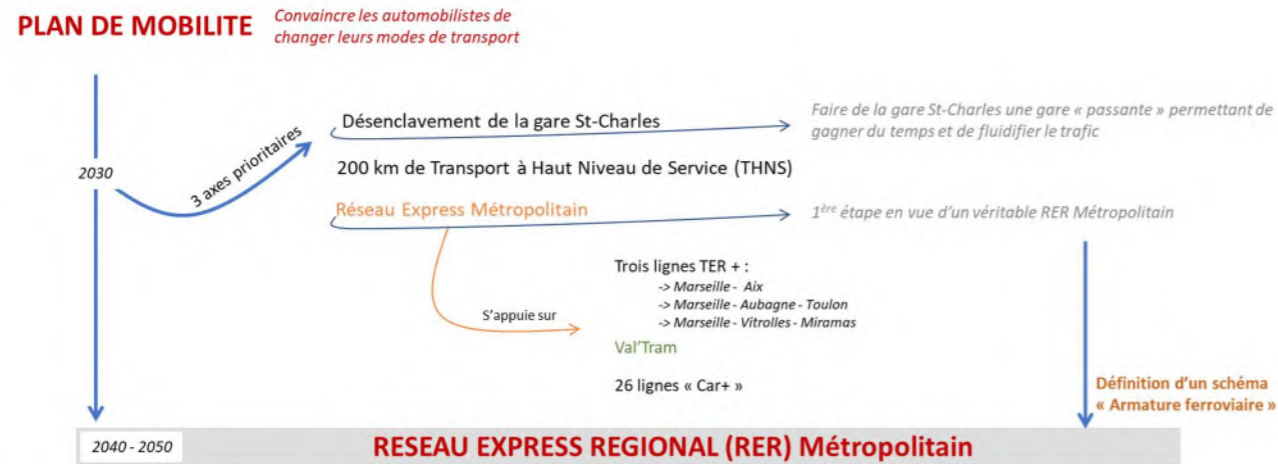 PLAN DE MOBILITE
Convaincre les automobilistes de
changer leurs modes de transport
2030
3 axes prioritaires
Désenclavement de la gare St-Charles
Faire de la gare St-Charles une gare « passante » permettant de
gagner du temps et de fluidifier le trafic
200 km de Transport à Haut Niveau de Service (THNS)
Réseau Express Métropolitain
1ère étape en vue d'un véritable RER Métropolitain
S'appuie sur
Trois lignes TER + :
-> Marseille - Aix
-> Marseille - Aubagne - Toulon
-> Marseille - Vitrolles - Miramas
Val'Tram
26 lignes « Car+ »
Définition d'un schéma
« Armature ferroviaire »
2040 - 2050
RESEAU EXPRESS REGIONAL (RER) Métropolitain